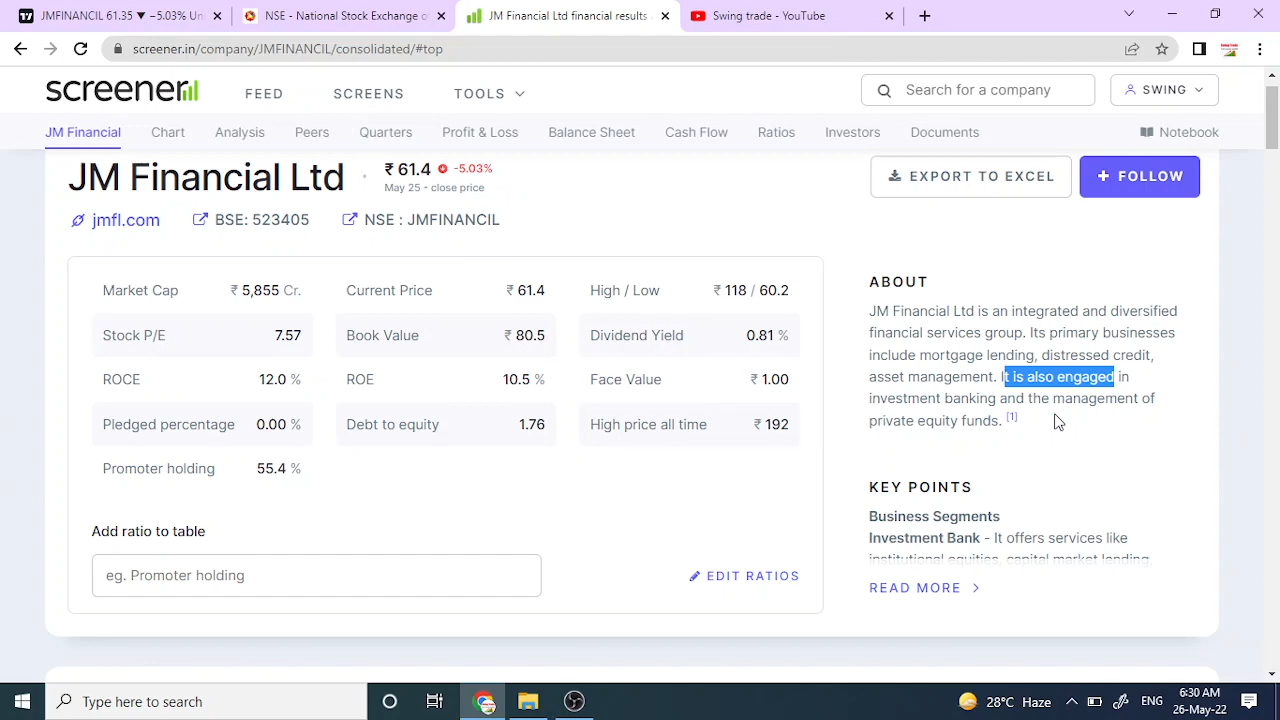 JM Financial 61.35 ▼ −5.03% Un
NSE - National Stock Exchange o
JM Financial Ltd financial results
Swing trade - YouTube
screener.in/company/JMFINANCIL/consolidated/#top
screener
FEED
SCREENS
TOOLS
Search for a company
SWING
JM Financial
Chart
Analysis
Peers
Quarters
Profit & Loss
Balance Sheet
Cash Flow
Ratios
Investors
Documents
Notebook
JM Financial Ltd
₹ 61.4 -5.03%
May 25 - close price
EXPORT TO EXCEL
+ FOLLOW
jmfl.com
BSE: 523405
NSE : JMFINANCIL
Market Cap ₹ 5,855 Cr.
Current Price ₹ 61.4
High / Low ₹ 118 / 60.2
Stock P/E 7.57
Book Value ₹ 80.5
Dividend Yield 0.81 %
ROCE 12.0 %
ROE 10.5 %
Face Value ₹ 1.00
Pledged percentage 0.00 %
Debt to equity 1.76
High price all time ₹ 192
Promoter holding 55.4 %
Add ratio to table
eg. Promoter holding
EDIT RATIOS
ABOUT
JM Financial Ltd is an integrated and diversified
financial services group. Its primary businesses
include mortgage lending, distressed credit,
asset management. It is also engaged in
investment banking and the management of
private equity funds. [1]
KEY POINTS
Business Segments
Investment Bank - It offers services like
institutional equities, capital market lending,
READ MORE
Type here to search
28°C Haze
ENG
6:30 AM
26-May-22